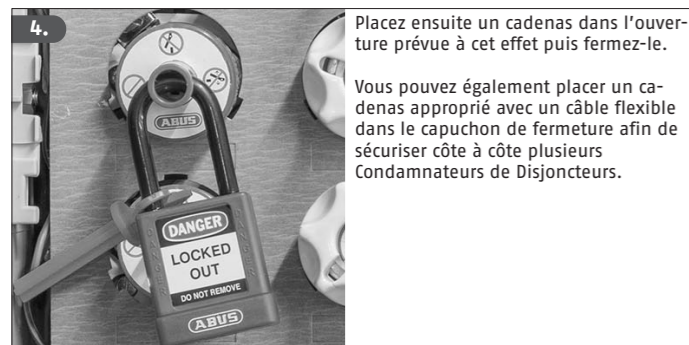 4.
ABUS
DANGER
LOCKED
OUT
DO NOT REMOVE
ABUS
Placez ensuite un cadenas dans l'ouver-
ture prévue à cet effet puis fermez-le.
Vous pouvez également placer un ca-
denas approprié avec un câble flexible
dans le capuchon de fermeture afin de
sécuriser côte à côte plusieurs
Condamnateurs de Disjoncteurs.